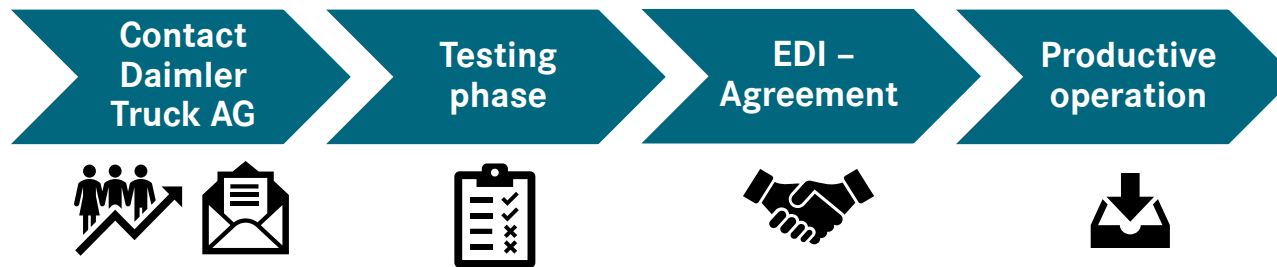 Contact
Daimler
Truck AG
Testing
phase
EDI –
Agreement
Productive
operation